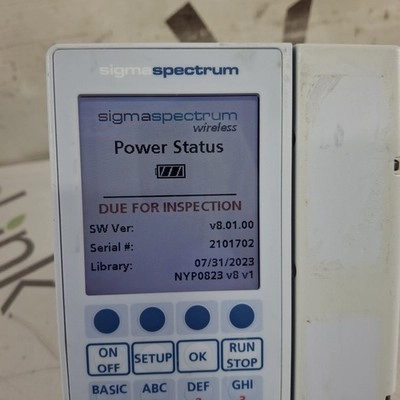 sigmaspectrum
sigmaspectrum
wireless
Power Status
DUE FOR INSPECTION
SW Ver: v8.01.00
Serial #: 2101702
Library: 07/31/2023
NYP0823 v8 v1
ON OFF SETUP OK RUN STOP
BASIC ABC DEF GHI